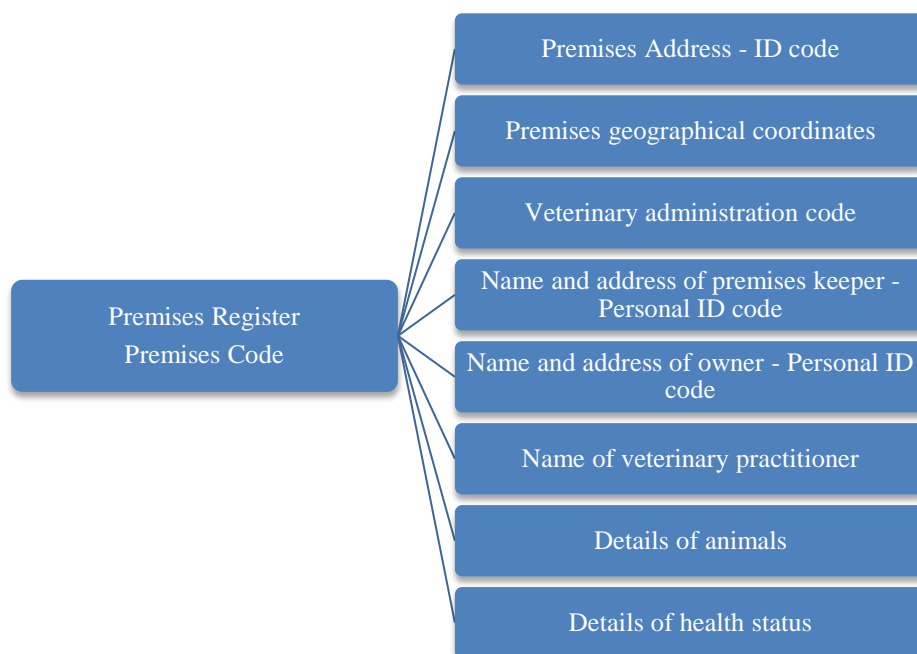 Premises Register
Premises Code
Premises Address - ID code
Premises geographical coordinates
Veterinary administration code
Name and address of premises keeper -
Personal ID code
Name and address of owner - Personal ID
code
Name of veterinary practitioner
Details of animals
Details of health status